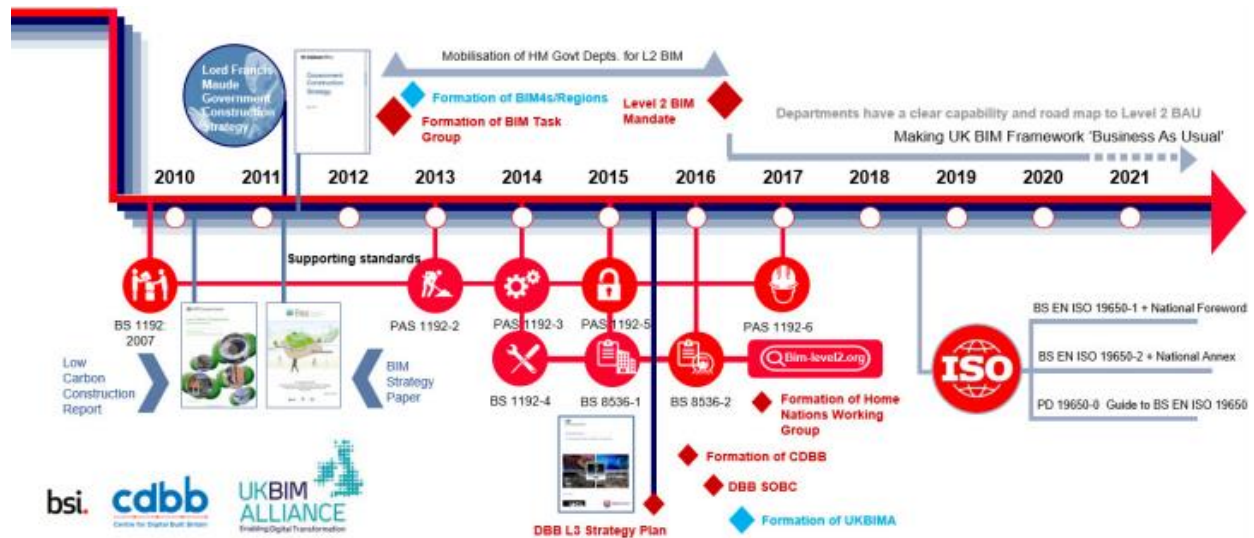 Lord Francis
Maude
Government
Construction
Strategy
Government
Construction
Strategy
Mobilisation of HM Govt Depts. for L2 BIM
Formation of BIM4s/Regions
Formation of BIM Task
Group
Level 2 BIM
Mandate
Departments have a clear capability and road map to Level 2 BAU
Making UK BIM Framework 'Business As Usual'
2010
2011
2012
2013
2014
2015
2016
2017
2018
2019
2020
2021
Supporting standards
BS 1192:
2007
PAS 1192-2
PAS 1192-3
PAS 1192-5
PAS 1192-6
Low
Carbon
Construction
Report
BIM
Strategy
Paper
BS 1192-4
BS 8536-1
BS 8536-2
Bim-level2.org
ISO
BS EN ISO 19650-1 + National Foreword
BS EN ISO 19650-2 + National Annex
PD 19650-0 Guide to BS EN ISO 19650
Formation of Home
Nations Working
Group
Formation of CDBB
DBB SOBC
Formation of UKBIMA
DBB L3 Strategy Plan
bsi.
cdbb
Centre for Digital Built Britain
UKBIM
ALLIANCE
Enabling Digital Transformation